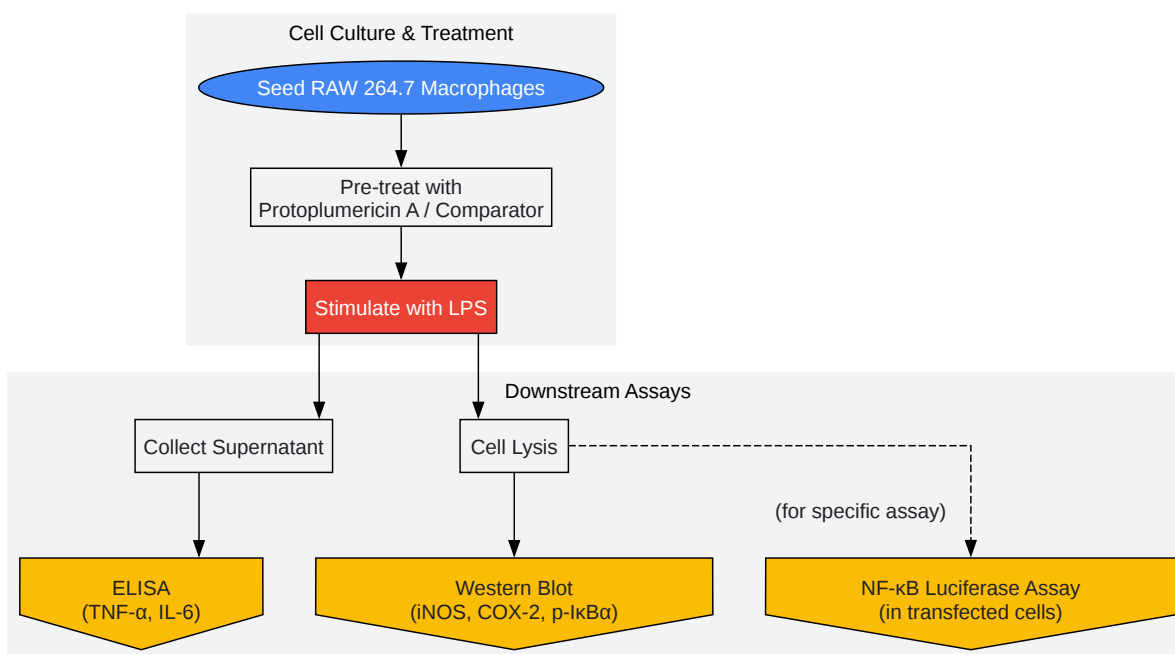 Cell Culture & Treatment
Seed RAW 264.7 Macrophages
Pre-treat with
Protoplumericin A / Comparator
Stimulate with LPS
Downstream Assays
Collect Supernatant
Cell Lysis
(for specific assay)
ELISA
(TNF-α, IL-6)
Western Blot
(iNOS, COX-2, p-IκBα)
NF-κB Luciferase Assay
(in transfected cells)